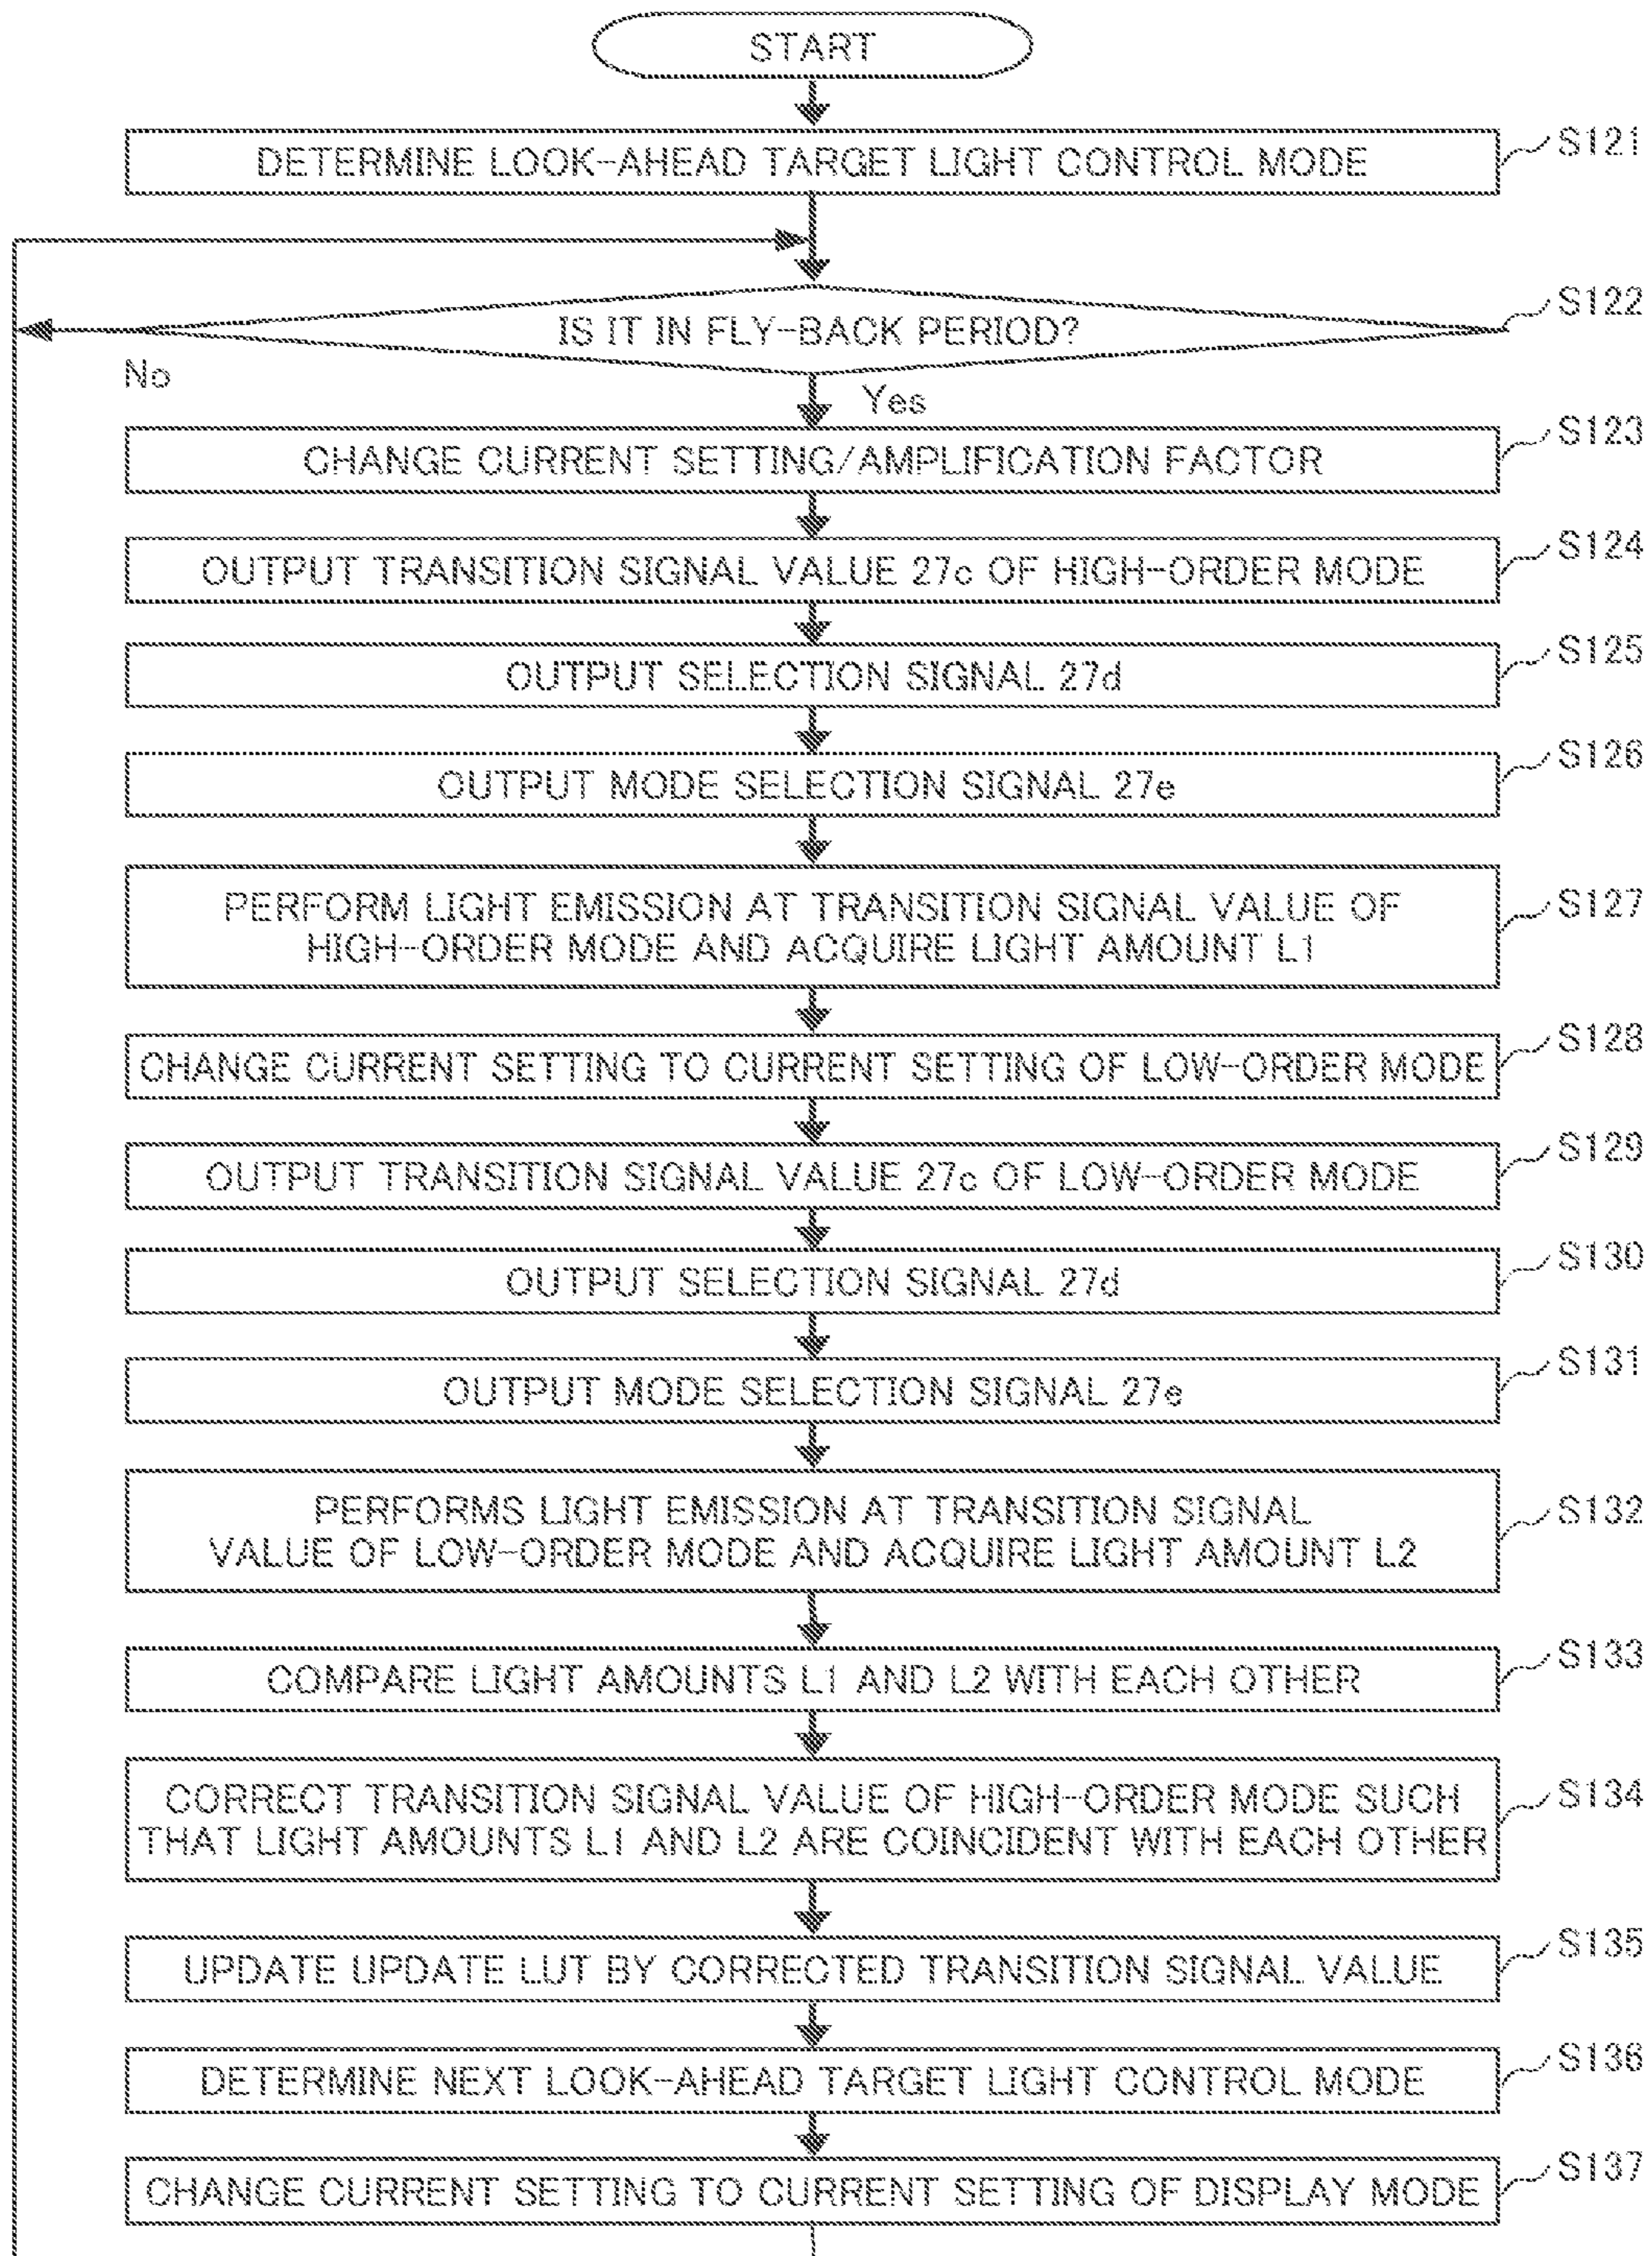 START
DETERMINE LOOK-AHEAD TARGET LIGHT CONTROL MODE
S121
IS IT IN FLY-BACK PERIOD?
S122
No
Yes
CHANGE CURRENT SETTING/AMPLIFICATION FACTOR
S123
OUTPUT TRANSITION SIGNAL VALUE 27c OF HIGH-ORDER MODE
S124
OUTPUT SELECTION SIGNAL 27d
S125
OUTPUT MODE SELECTION SIGNAL 27e
S126
PERFORM LIGHT EMISSION AT TRANSITION SIGNAL VALUE OF
HIGH-ORDER MODE AND ACQUIRE LIGHT AMOUNT L1
S127
CHANGE CURRENT SETTING TO CURRENT SETTING OF LOW-ORDER MODE
S128
OUTPUT TRANSITION SIGNAL VALUE 27c OF LOW-ORDER MODE
S129
OUTPUT SELECTION SIGNAL 27d
S130
OUTPUT MODE SELECTION SIGNAL 27e
S131
PERFORMS LIGHT EMISSION AT TRANSITION SIGNAL
VALUE OF LOW-ORDER MODE AND ACQUIRE LIGHT AMOUNT L2
S132
COMPARE LIGHT AMOUNTS L1 AND L2 WITH EACH OTHER
S133
CORRECT TRANSITION SIGNAL VALUE OF HIGH-ORDER MODE SUCH
THAT LIGHT AMOUNTS L1 AND L2 ARE COINCIDENT WITH EACH OTHER
S134
UPDATE UPDATE LUT BY CORRECTED TRANSITION SIGNAL VALUE
S135
DETERMINE NEXT LOOK-AHEAD TARGET LIGHT CONTROL MODE
S136
CHANGE CURRENT SETTING TO CURRENT SETTING OF DISPLAY MODE
S137